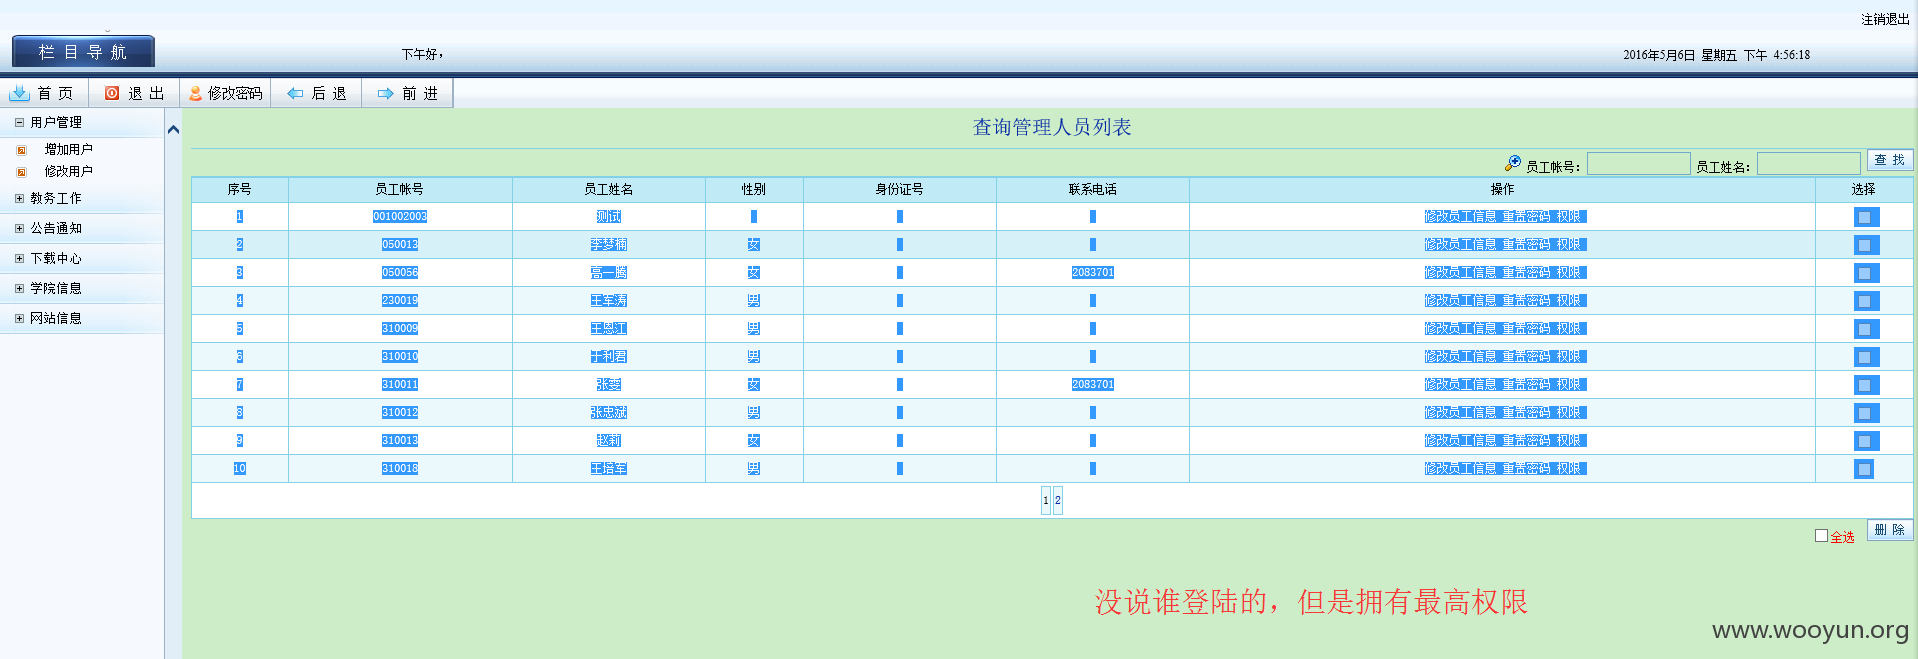 注销退出
栏目导航
下午好，
2016年5月6日 星期五 下午 4:56:18
首 页 退 出 修改密码 后 退 前 进
用户管理
增加用户
修改用户
教务工作
公告通知
下载中心
学院信息
网站信息
查询管理人员列表
员工帐号： 员工姓名： 查 找
序号 员工帐号 员工姓名 性别 身份证号 联系电话 操作 选择
1 001002003 测试 修改员工信息 重置密码 权限
2 050013 李梦楠 女 修改员工信息 重置密码 权限
3 050056 高一腾 女 2083701 修改员工信息 重置密码 权限
4 230019 王军涛 男 修改员工信息 重置密码 权限
5 310009 王恩江 男 修改员工信息 重置密码 权限
6 310010 于利君 男 修改员工信息 重置密码 权限
7 310011 张雯 女 2083701 修改员工信息 重置密码 权限
8 310012 张忠斌 男 修改员工信息 重置密码 权限
9 310013 赵莉 女 修改员工信息 重置密码 权限
10 310018 王培军 男 修改员工信息 重置密码 权限
1 2
全选 删 除
没说谁登陆的，但是拥有最高权限
www.wooyun.org